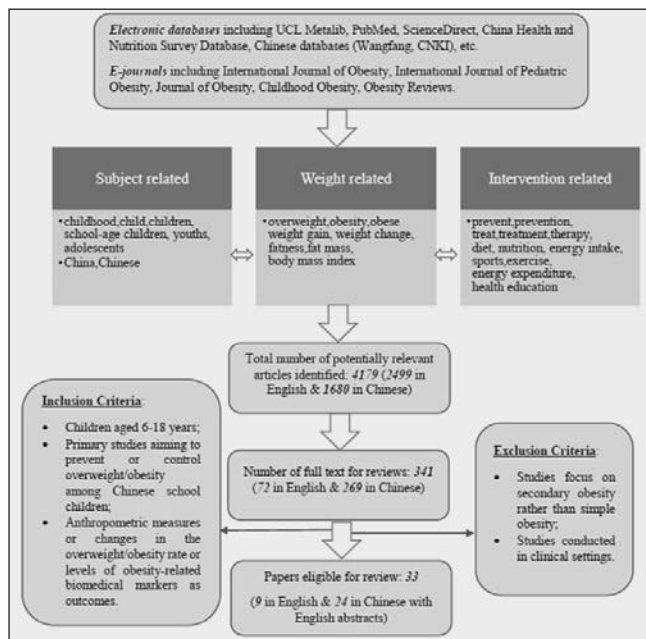 Electronic databases including UCL Metalib, PubMed, ScienceDirect, China Health and
Nutrition Survey Database, Chinese databases (Wangfang, CNKI), etc.
E-journals including International Journal of Obesity, International Journal of Pediatric
Obesity, Journal of Obesity, Childhood Obesity, Obesity Reviews.
Subject related
•childhood,child,children,
school-age children, youths,
adolescents
•China,Chinese
Weight related
•overweight,obesity,obese
weight gain, weight change,
fatness,fat mass,
body mass index
Intervention related
•prevent,prevention,
treat,treatment,therapy,
diet, nutrition, energy intake,
sports,exercise,
energy expenditure,
health education
Total number of potentially relevant
articles identified: 4179 (2499 in
English & 1680 in Chinese)
Inclusion Criteria:
• Children aged 6-18 years;
• Primary studies aiming to
prevent or control
overweight/obesity
among Chinese school
children;
• Anthropometric measures
or changes in the
overweight/obesity rate or
levels of obesity-related
biomedical markers as
outcomes.
Number of full text for reviews: 341
(72 in English & 269 in Chinese)
Exclusion Criteria:
• Studies focus on
secondary obesity
rather than simple
obesity;
• Studies conducted
in clinical settings.
Papers eligible for review: 33
(9 in English & 24 in Chinese with
English abstracts)